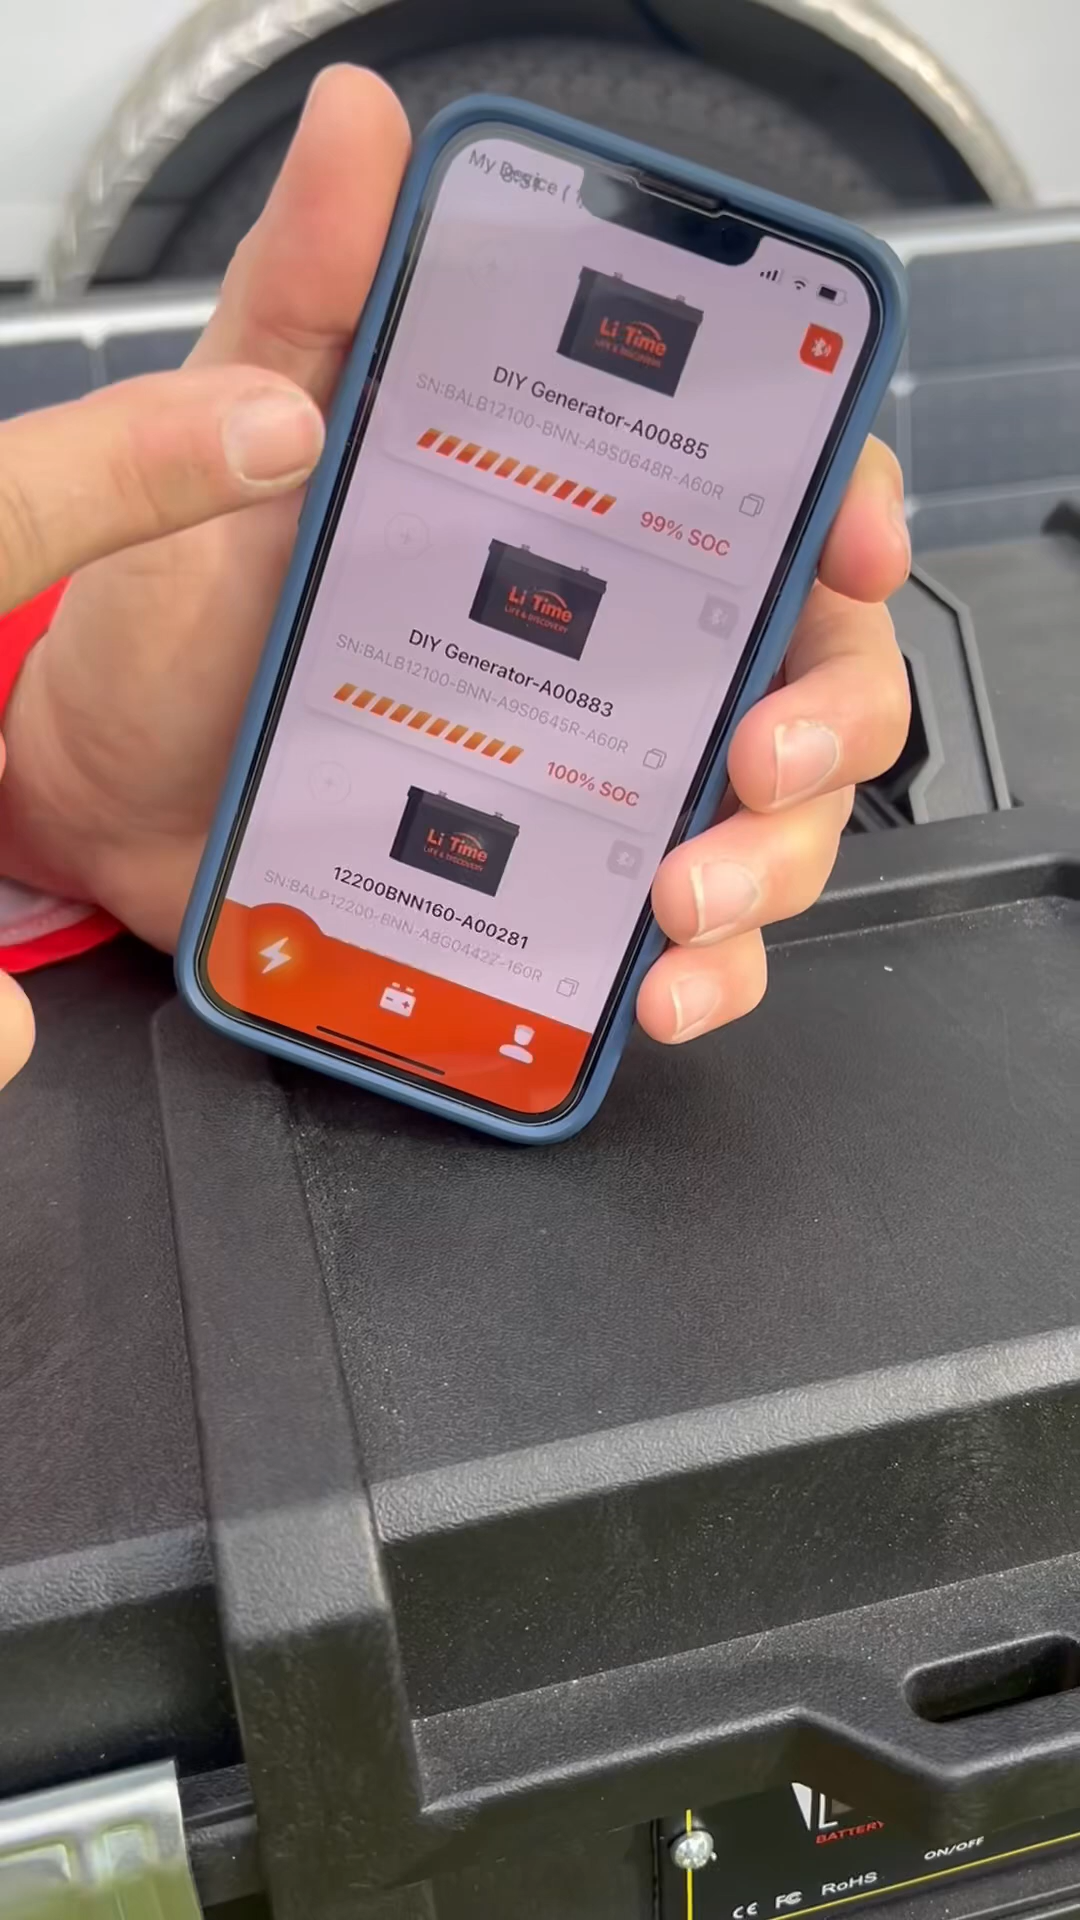 My Device (1
Li Time
LIFE & DISCOVERY
DIY Generator-A00885
SN:BALB12100-BNN-A9S0648R-A60R
99% SOC
Li Time
LIFE & DISCOVERY
DIY Generator-A00883
SN:BALB12100-BNN-A9S0645R-A60R
100% SOC
Li Time
LIFE & DISCOVERY
12200BNN160-A00281
SN:BALP12200-BNN-A8G04427-160R
BATTERY
ON/OFF
CE FC RoHS